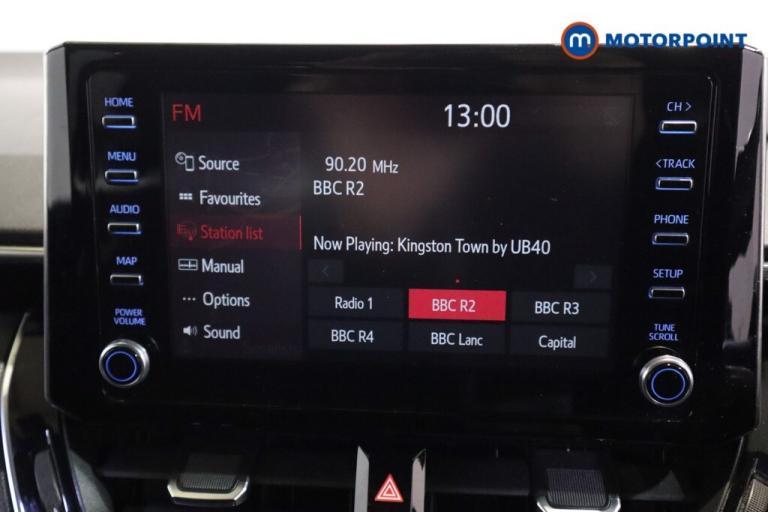 m MOTORPOINT
HOME
MENU
AUDIO
MAP
POWER
VOLUME
FM
13:00
Source
Favourites
Station list
Manual
Options
Sound
90.20 MHz
BBC R2
Now Playing: Kingston Town by UB40
Radio 1
BBC R2
BBC R3
BBC R4
BBC Lanc
Capital
CH >
< TRACK
PHONE
SETUP
TUNE
SCROLL